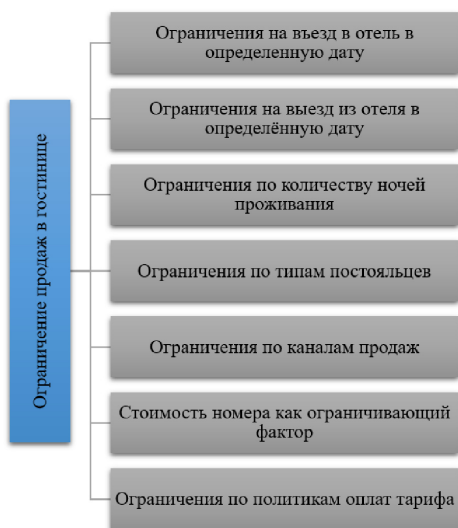 Ограничение продаж в гостинице
Ограничения на въезд в отель в
определенную дату
Ограничения на выезд из отеля в
определённую дату
Ограничения по количеству ночей
проживания
Ограничения по типам постояльцев
Ограничения по каналам продаж
Стоимость номера как ограничивающий
фактор
Ограничения по политикам оплат тарифа